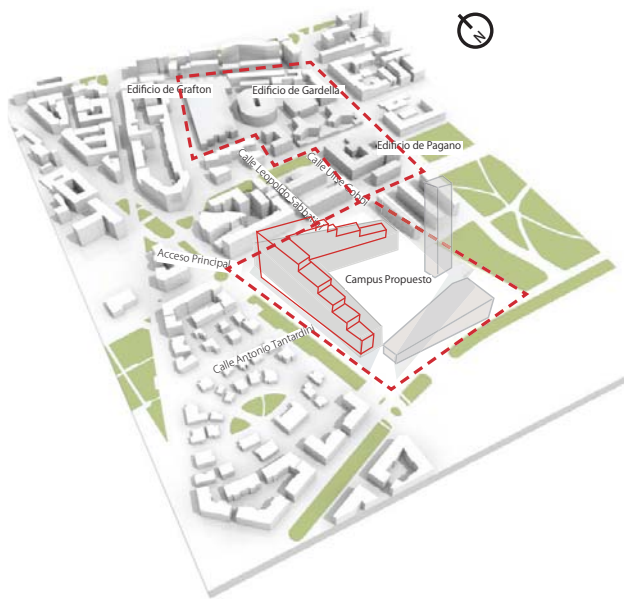 N
Edificio de Grafton
Edificio de Gardella
Edificio de Pagano
Calle Leopoldo Sabbatini
Calle Ulise Gobbi
Acceso Principal
Campus Propuesto
Calle Antonio Tantardini